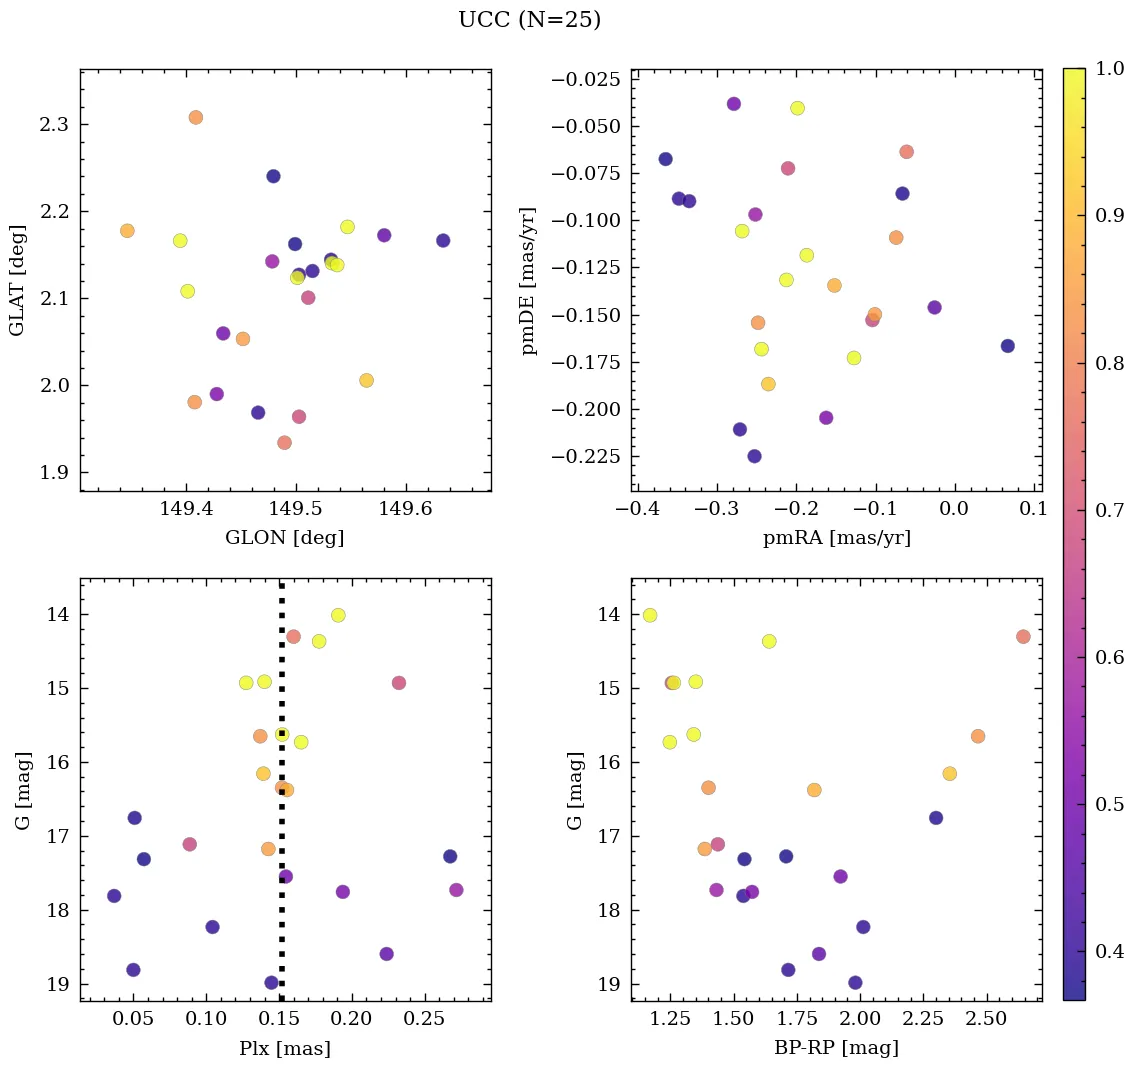 UCC (N=25)
2.3
2.2
2.1
2.0
1.9
GLAT [deg]
149.4 149.5 149.6
GLON [deg]
−0.025
−0.050
−0.075
−0.100
−0.125
−0.150
−0.175
−0.200
−0.225
pmDE [mas/yr]
−0.4 −0.3 −0.2 −0.1 0.0 0.1
pmRA [mas/yr]
14
15
16
17
18
19
G [mag]
0.05 0.10 0.15 0.20 0.25
Plx [mas]
14
15
16
17
18
19
G [mag]
1.25 1.50 1.75 2.00 2.25 2.50
BP-RP [mag]
1.0
0.9
0.8
0.7
0.6
0.5
0.4